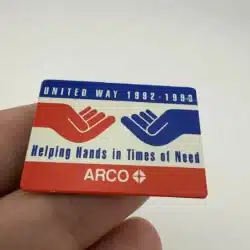 UNITED WAY 1992-1993
Helping Hands in Times of Need
ARCO